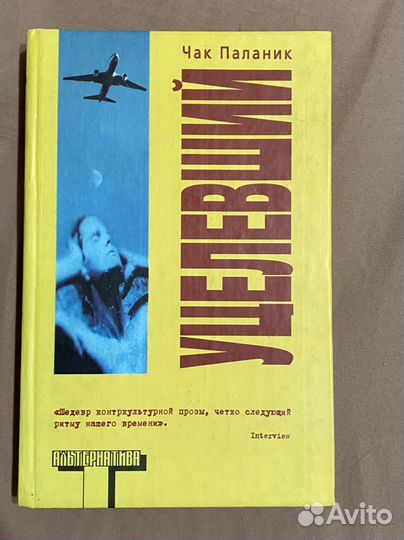 Чак Паланик
УЦЕЛЕВШИЙ
«Шедевр контркультурной прозы, четко следующий
ритму нашего времени».
Interview
АЛЬТЕРНАТИВА
Avito